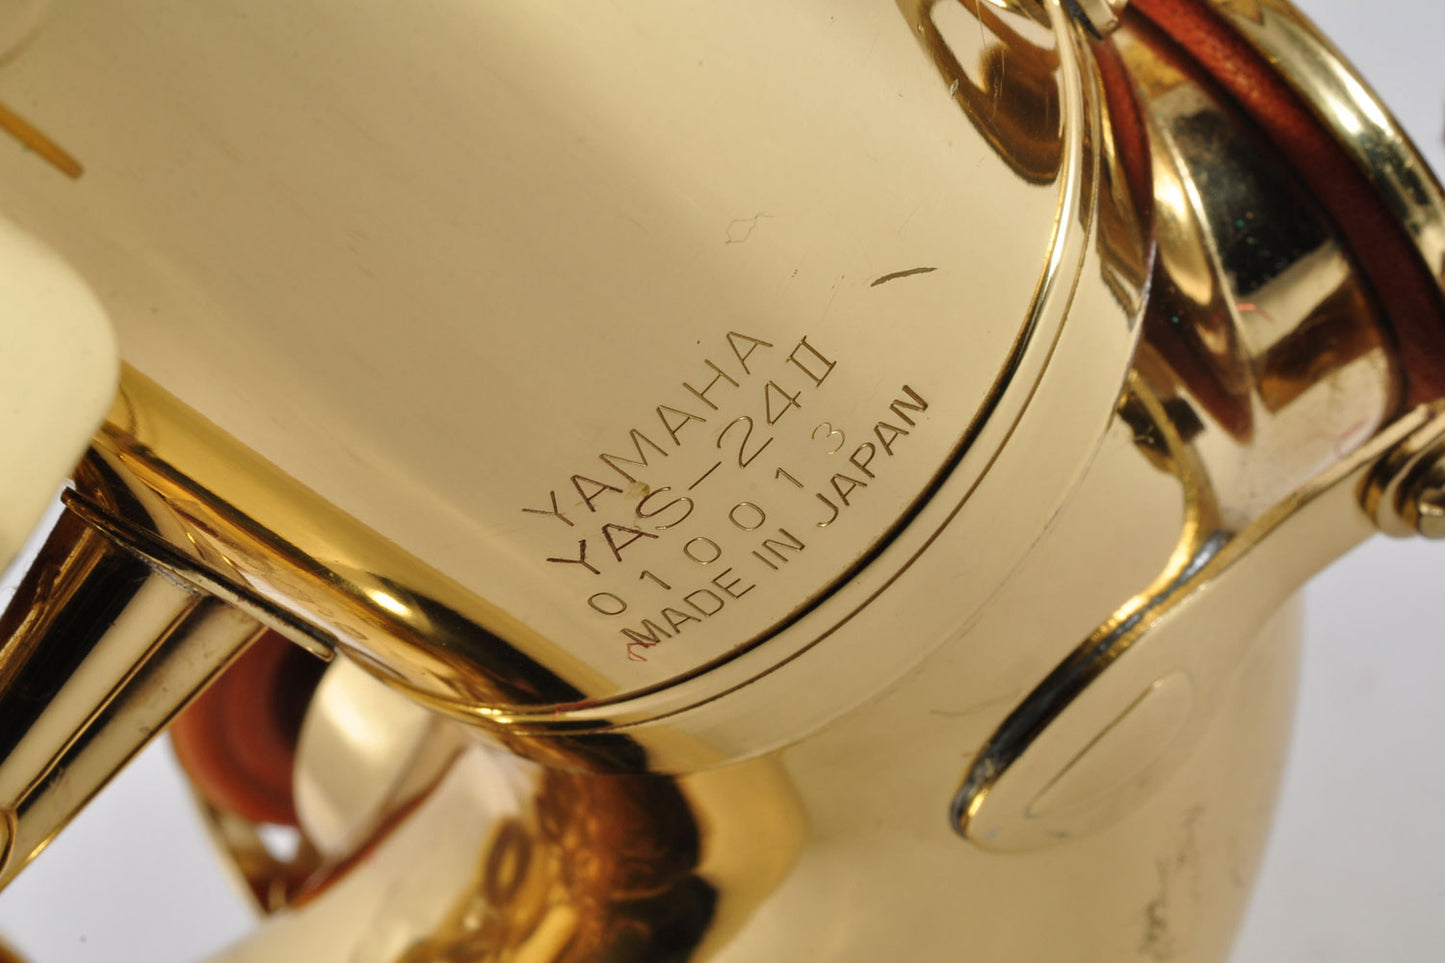 YAMAHA
YAS-24II
010013
MADE IN JAPAN